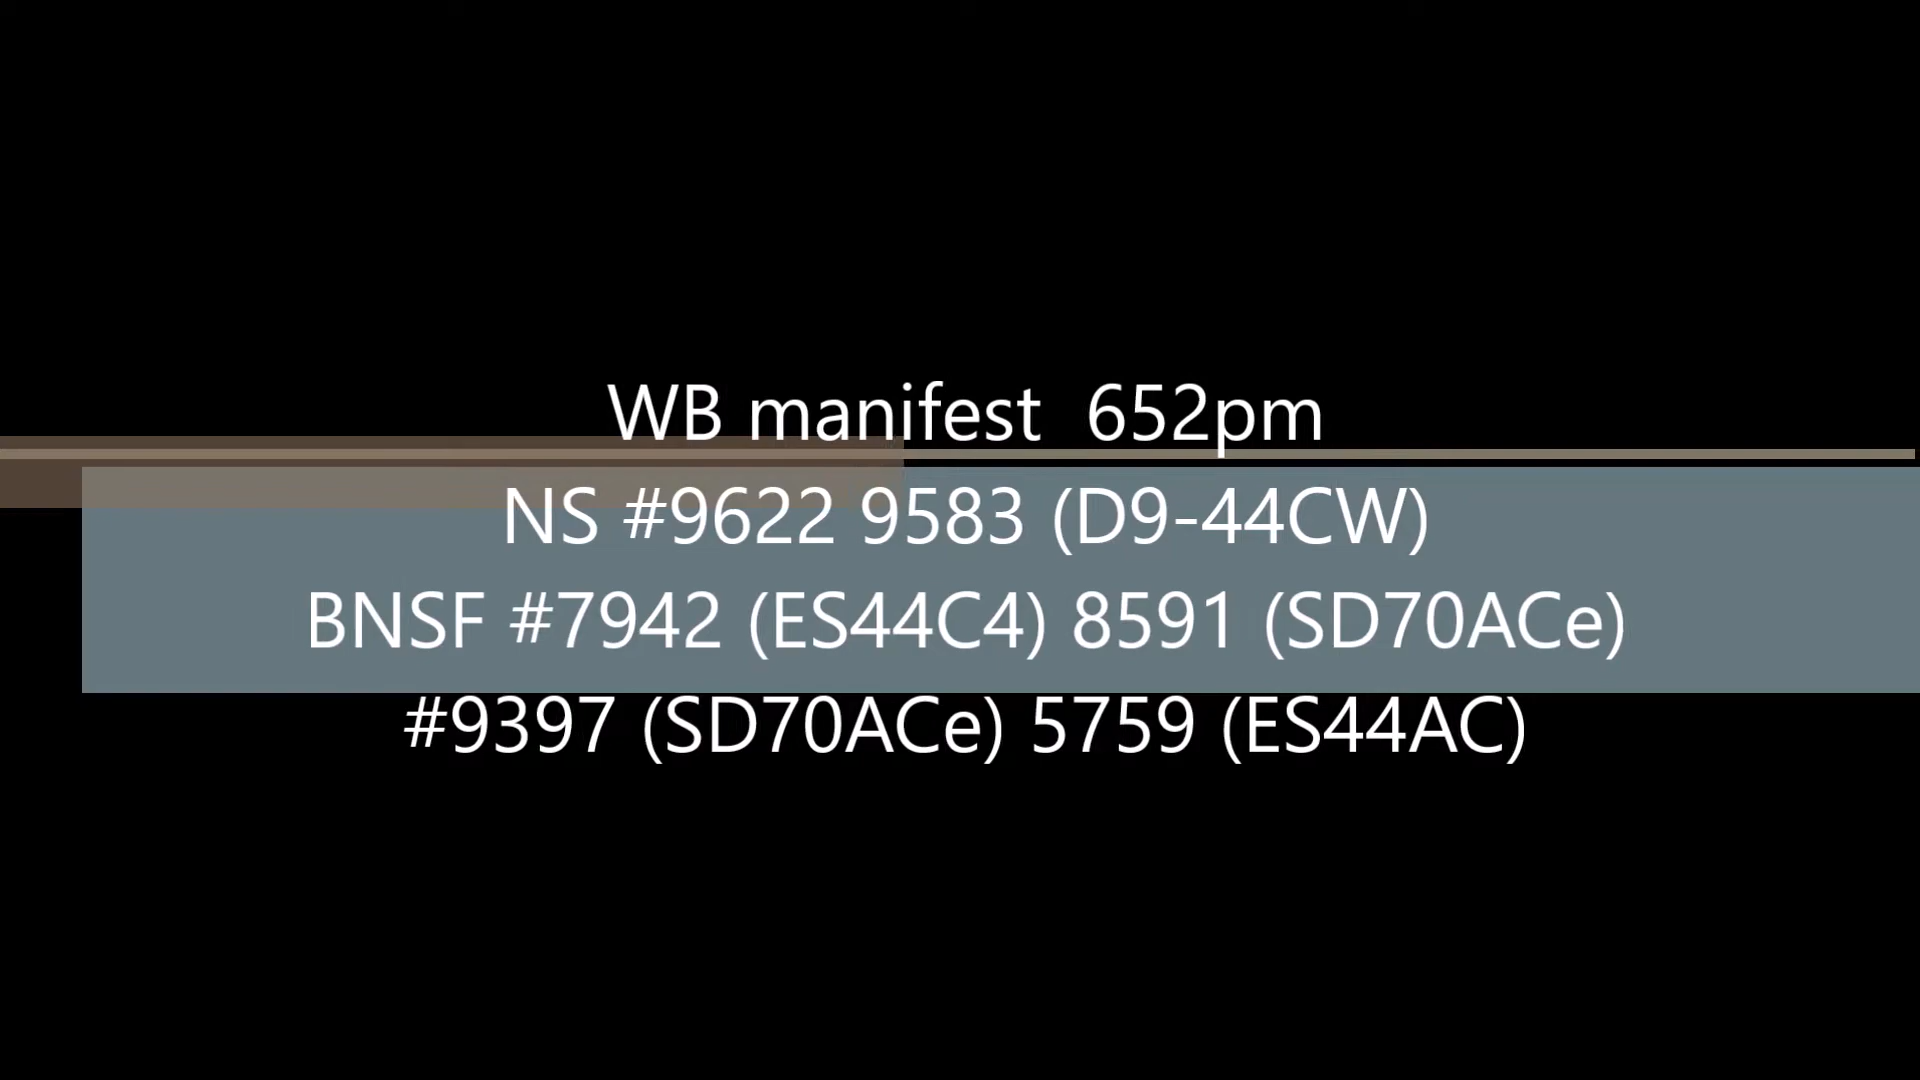 WB manifest  652pm
NS #9622 9583 (D9-44CW)
BNSF #7942 (ES44C4) 8591 (SD70ACe)
#9397 (SD70ACe) 5759 (ES44AC)